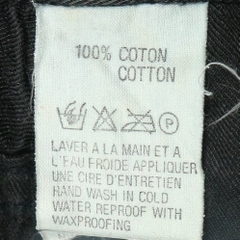 100% COTON
COTTON
P
LAVER A LA MAIN ET A
L'EAU FROIDE APPLIQUER
UNE CIRE D'ENTRETIEN
HAND WASH IN COLD
WATER REPROOF WITH
WAXPROOFING